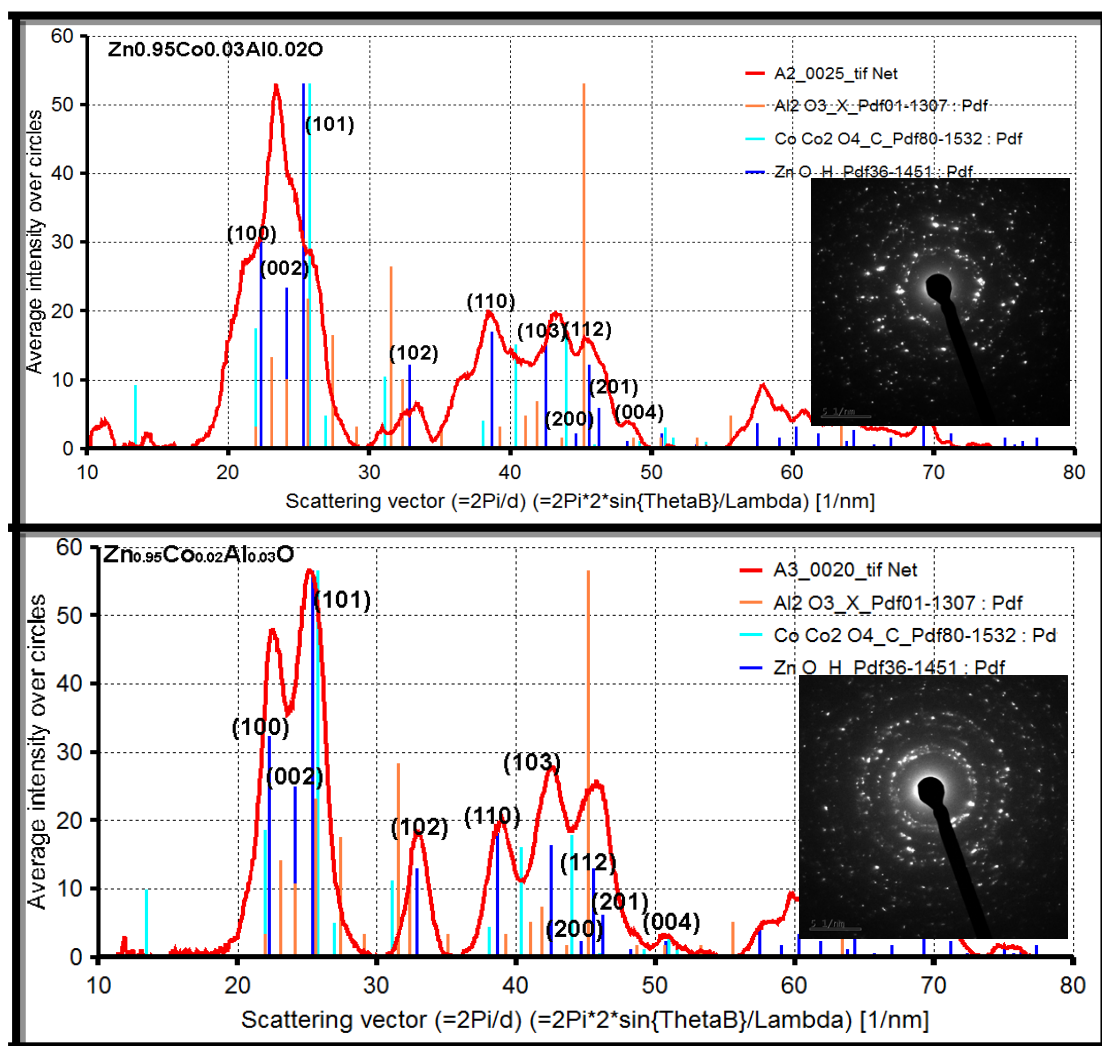 Zn0.95Co0.03Al0.02O
60
50
40
30
20
10
0
Average intensity over circles
A2_0025_tif Net
Al2 O3_X_Pdf01-1307 : Pdf
Co Co2 O4_C_Pdf80-1532 : Pdf
Zn O_H_Pdf36-1451 : Pdf
(100)
(002)
(101)
(102)
(110)
(103)
(112)
(200)
(201)
(004)
5 1/nm
10 20 30 40 50 60 70 80
Scattering vector (=2Pi/d) (=2Pi*2*sin{ThetaB}/Lambda) [1/nm]
Zn0.95Co0.02Al0.03O
60
50
40
30
20
10
0
Average intensity over circles
A3_0020_tif Net
Al2 O3_X_Pdf01-1307 : Pdf
Co Co2 O4_C_Pdf80-1532 : Pd
Zn O_H_Pdf36-1451 : Pdf
(100)
(002)
(101)
(102)
(110)
(103)
(112)
(200)
(201)
(004)
5 1/nm
10 20 30 40 50 60 70 80
Scattering vector (=2Pi/d) (=2Pi*2*sin{ThetaB}/Lambda) [1/nm]